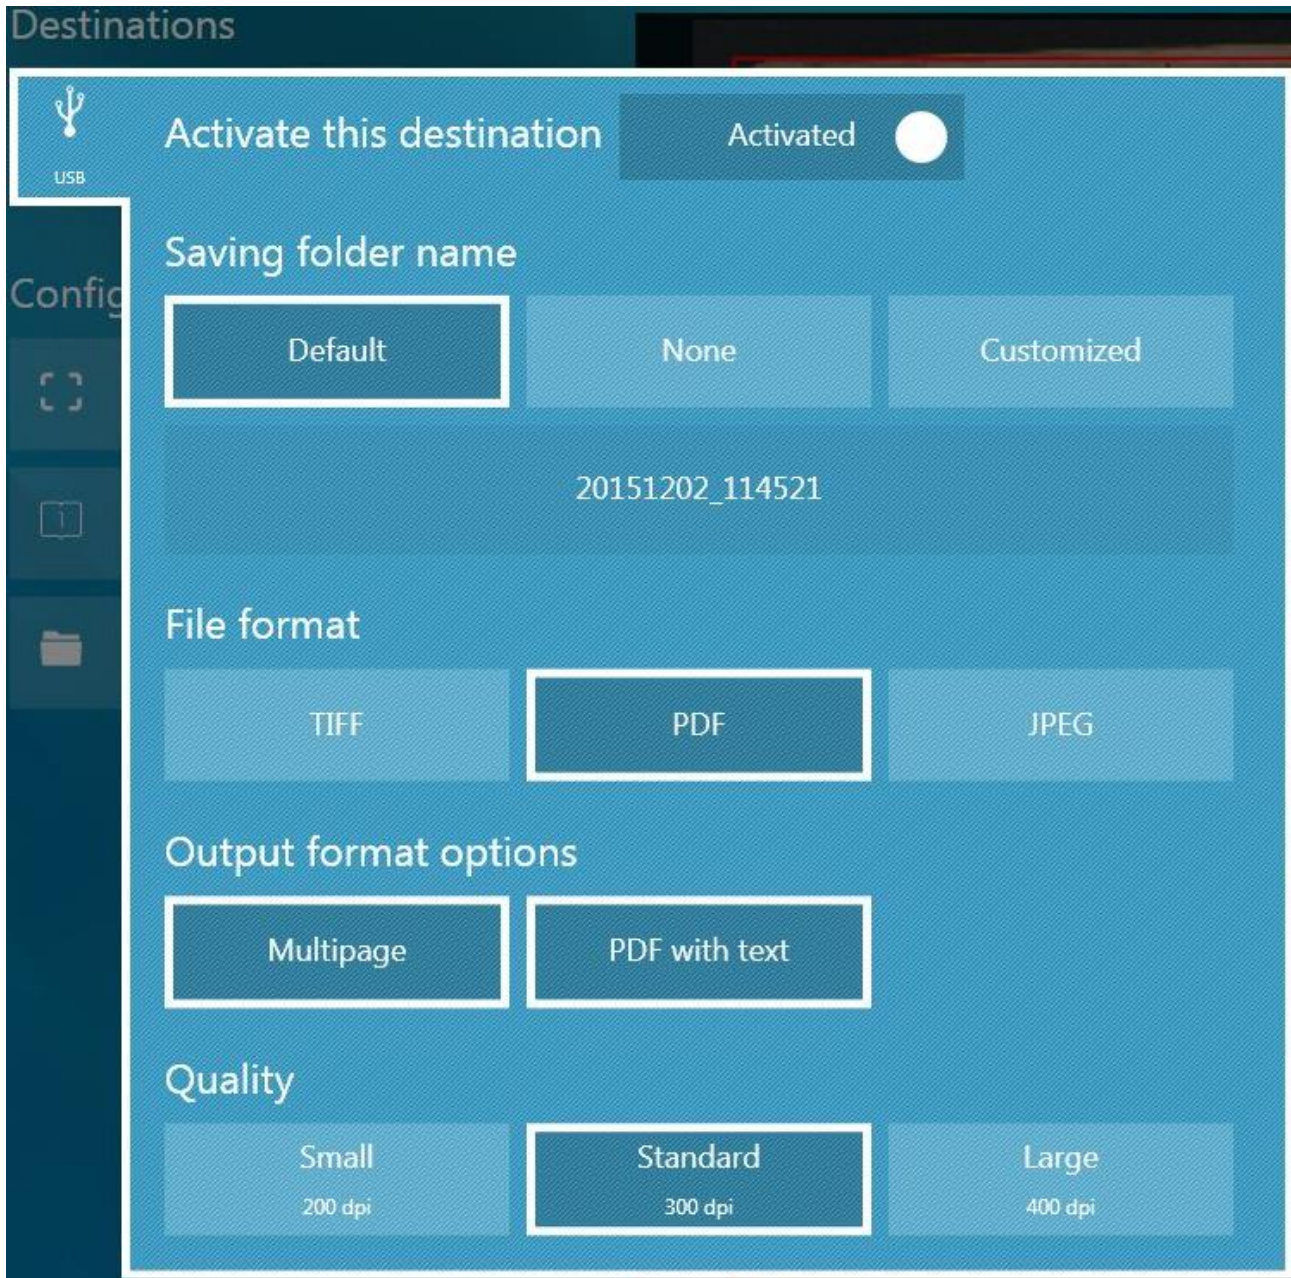 Destinations
USB
Activate this destination
Activated
Saving folder name
Config
Default
None
Customized
20151202_114521
File format
TIFF
PDF
JPEG
Output format options
Multipage
PDF with text
Quality
Small
Standard
Large
200 dpi
300 dpi
400 dpi